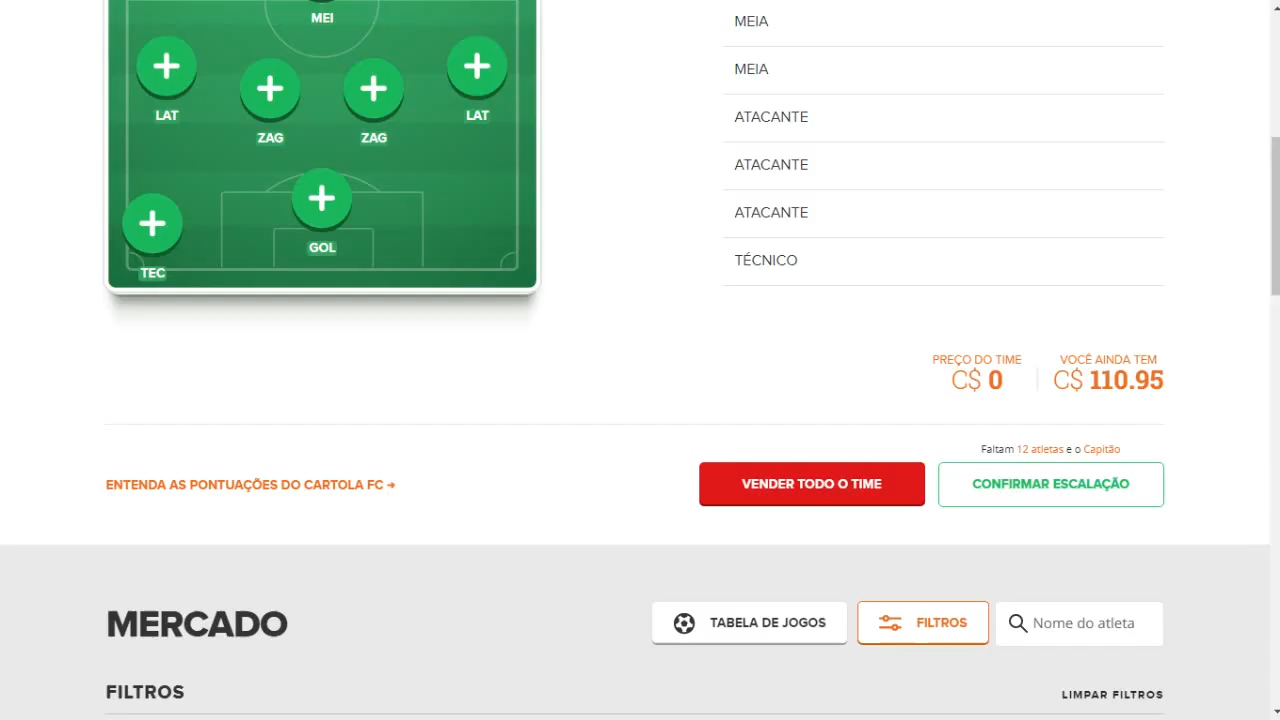 MEI
LAT
ZAG
ZAG
LAT
GOL
TEC
MEIA
MEIA
ATACANTE
ATACANTE
ATACANTE
TÉCNICO
PREÇO DO TIME
C$ 0
VOCÊ AINDA TEM
C$ 110.95
Faltam 12 atletas e o Capitão
ENTENDA AS PONTUAÇÕES DO CARTOLA FC →
VENDER TODO O TIME
CONFIRMAR ESCALAÇÃO
MERCADO
TABELA DE JOGOS
FILTROS
Nome do atleta
FILTROS
LIMPAR FILTROS